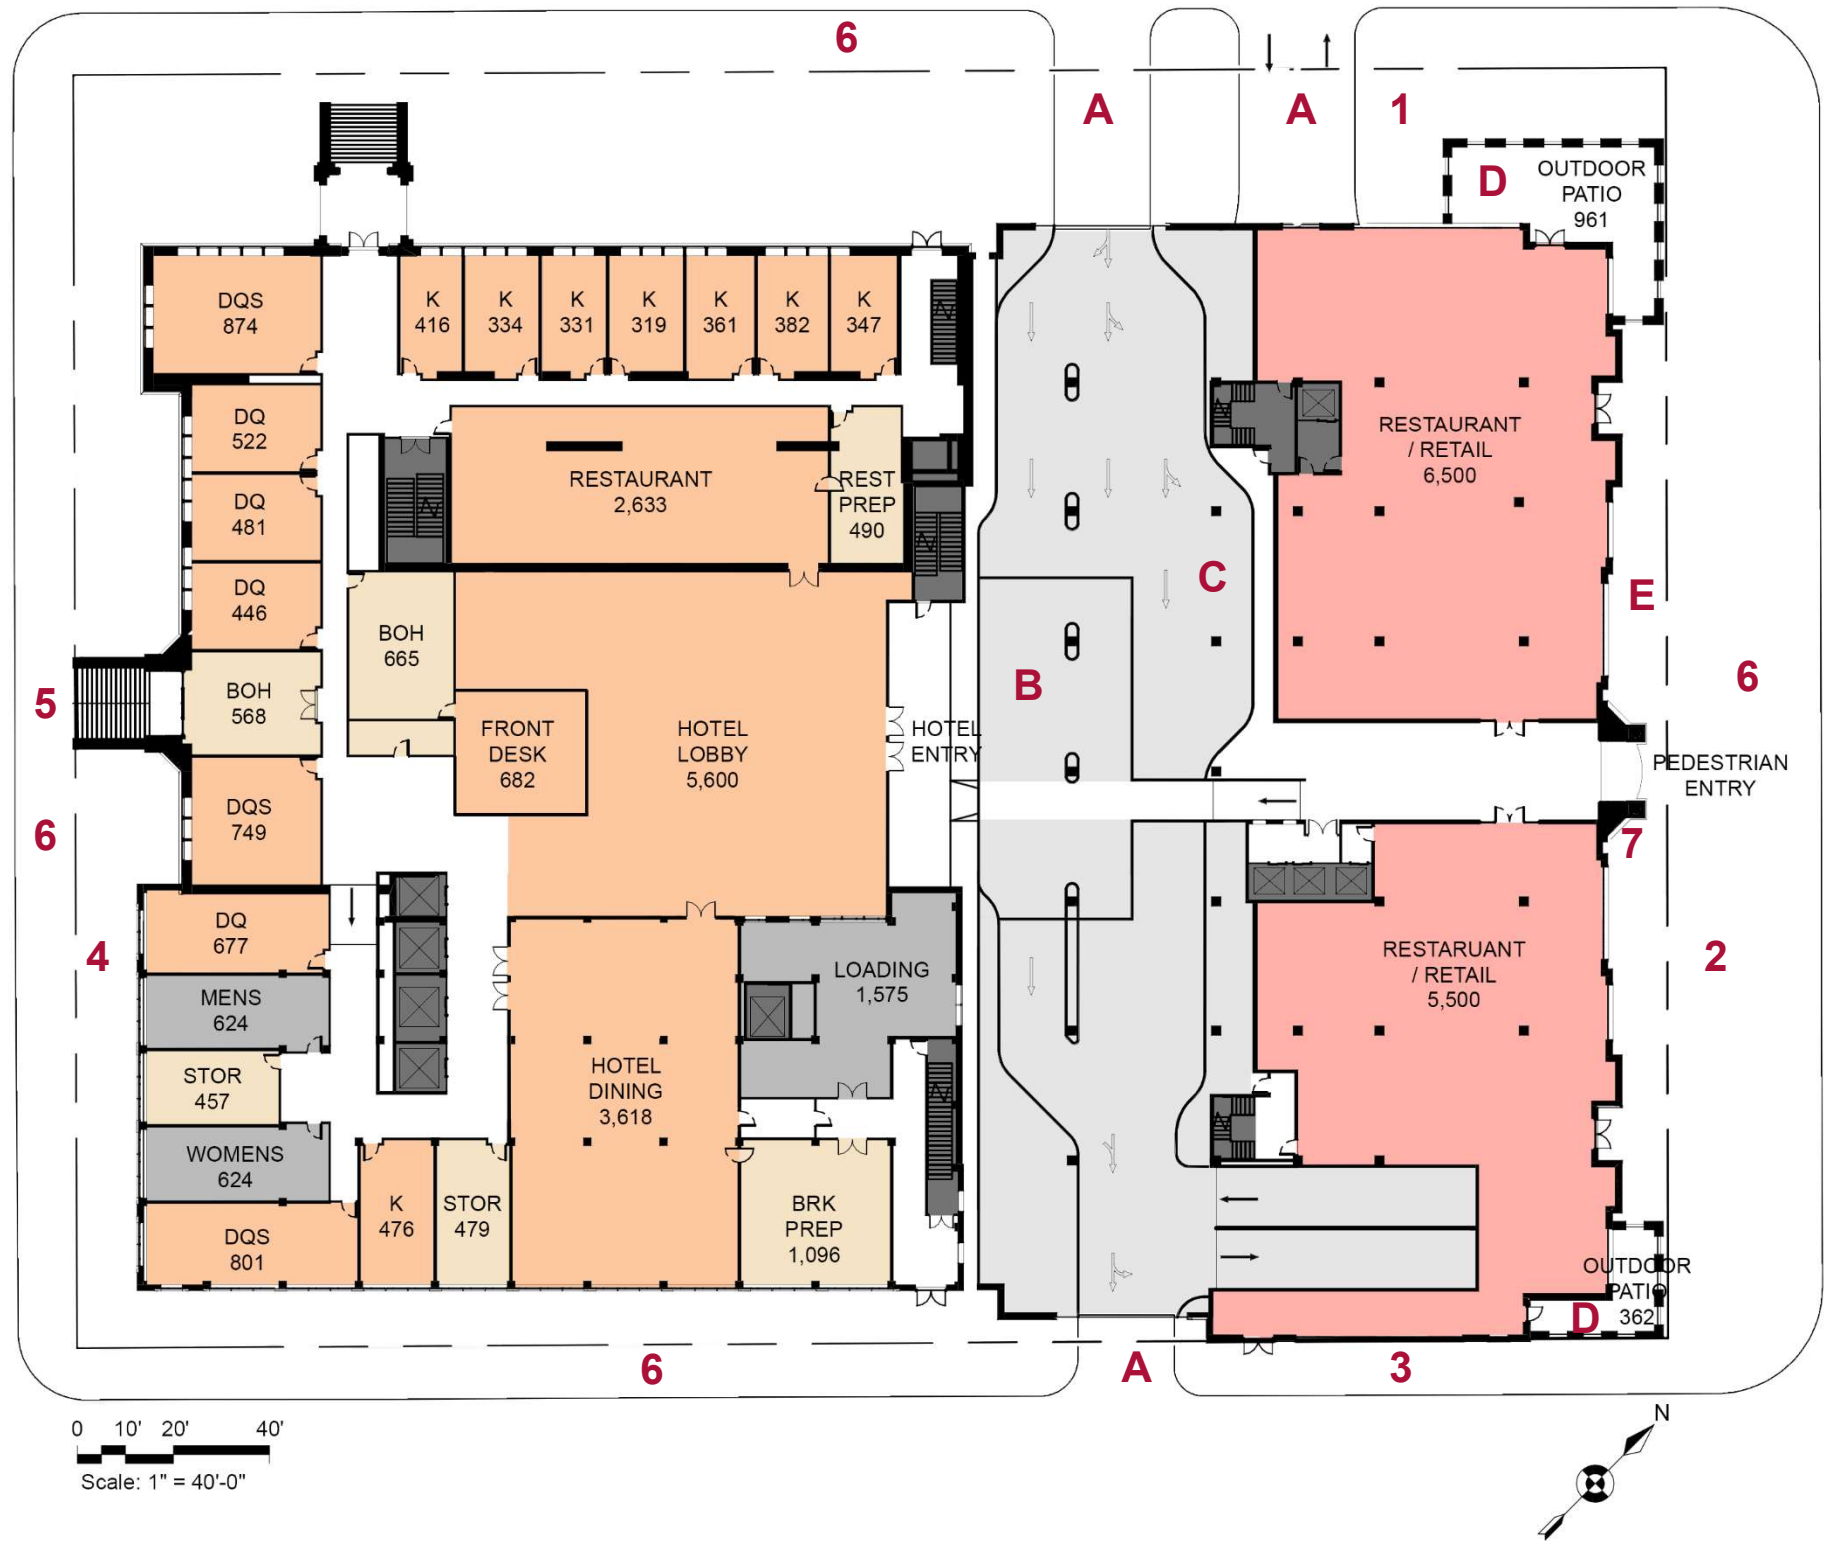 6
A
A
1
D
OUTDOOR
PATIO
961
DQS
874
K
416
K
334
K
331
K
319
K
361
K
382
K
347
DQ
522
DQ
481
DQ
446
RESTAURANT
2,633
REST
PREP
490
RESTAURANT
/ RETAIL
6,500
C
E
BOH
665
BOH
568
5
FRONT
DESK
682
HOTEL
LOBBY
5,600
HOTEL
ENTRY
B
6
PEDESTRIAN
ENTRY
DQS
749
6
7
DQ
677
4
MENS
624
STOR
457
WOMENS
624
DQS
801
K
476
STOR
479
HOTEL
DINING
3,618
LOADING
1,575
BRK
PREP
1,096
RESTARUANT
/ RETAIL
5,500
2
OUTDOOR
PATIO
362
D
6
A
3
0 10' 20' 40'
Scale: 1" = 40'-0"
N